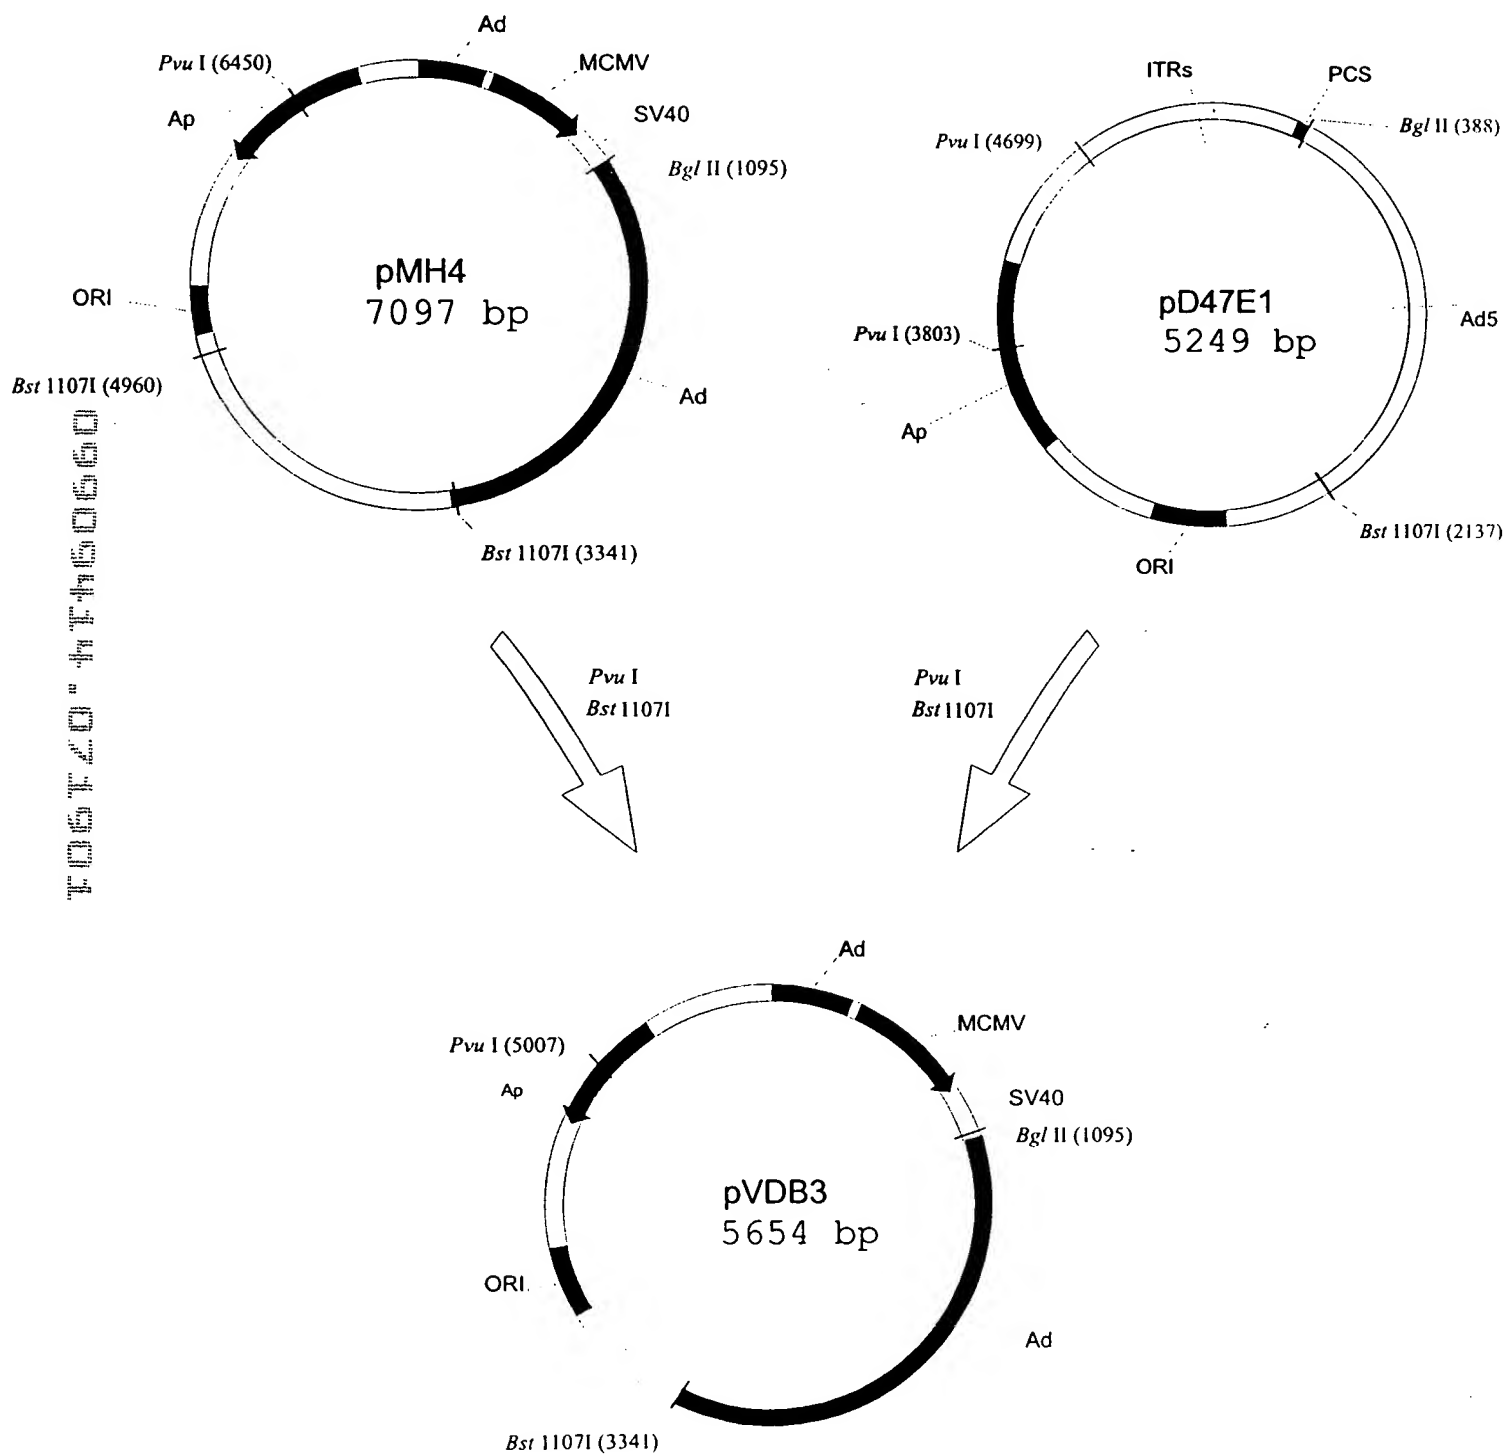 Ad
Pvu I (6450)
MCMV
Ap
SV40
Bgl II (1095)
pMH4
7097 bp
ORI
Bst 1107I (4960)
Ad
Bst 1107I (3341)
ITRs
PCS
Bgl II (388)
Pvu I (4699)
pD47E1
5249 bp
Ad5
Pvu I (3803)
Ap
Bst 1107I (2137)
ORI
Pvu I
Bst 1107I
Pvu I
Bst 1107I
Ad
MCMV
Pvu I (5007)
Ap
SV40
Bgl II (1095)
pVDB3
5654 bp
ORI
Ad
Bst 1107I (3341)